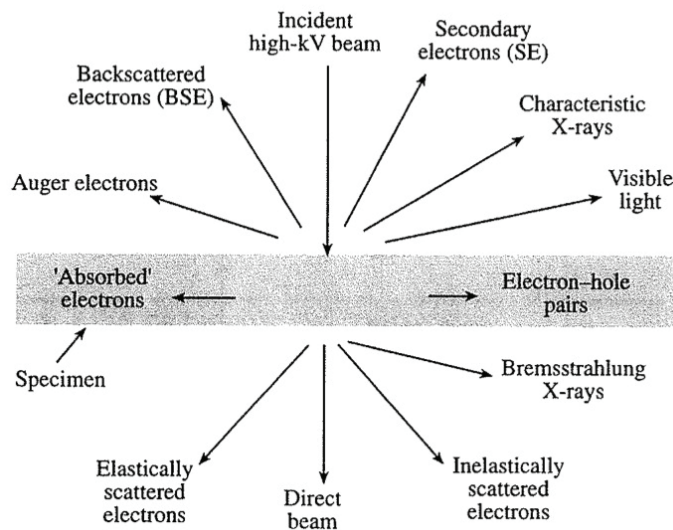 Incident
high-kV beam
Secondary
electrons (SE)
Backscattered
electrons (BSE)
Characteristic
X-rays
Auger electrons
Visible
light
'Absorbed'
electrons
Electron–hole
pairs
Specimen
Bremsstrahlung
X-rays
Elastically
scattered
electrons
Direct
beam
Inelastically
scattered
electrons